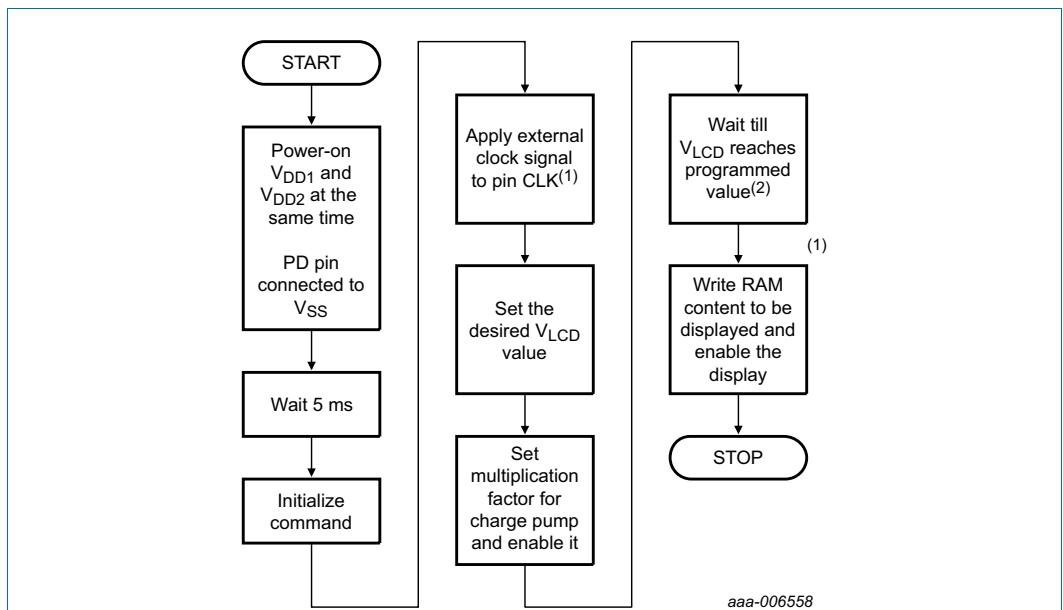 START
Power-on
VDD1 and
VDD2 at the
same time
PD pin
connected to
VSS
Wait 5 ms
Initialize
command
Apply external
clock signal
to pin CLK(1)
Set the
desired VLCD
value
Set
multiplication
factor for
charge pump
and enable it
Wait till
VLCD reaches
programmed
value(2)
(1)
Write RAM
content to be
displayed and
enable the
display
STOP
aaa-006558